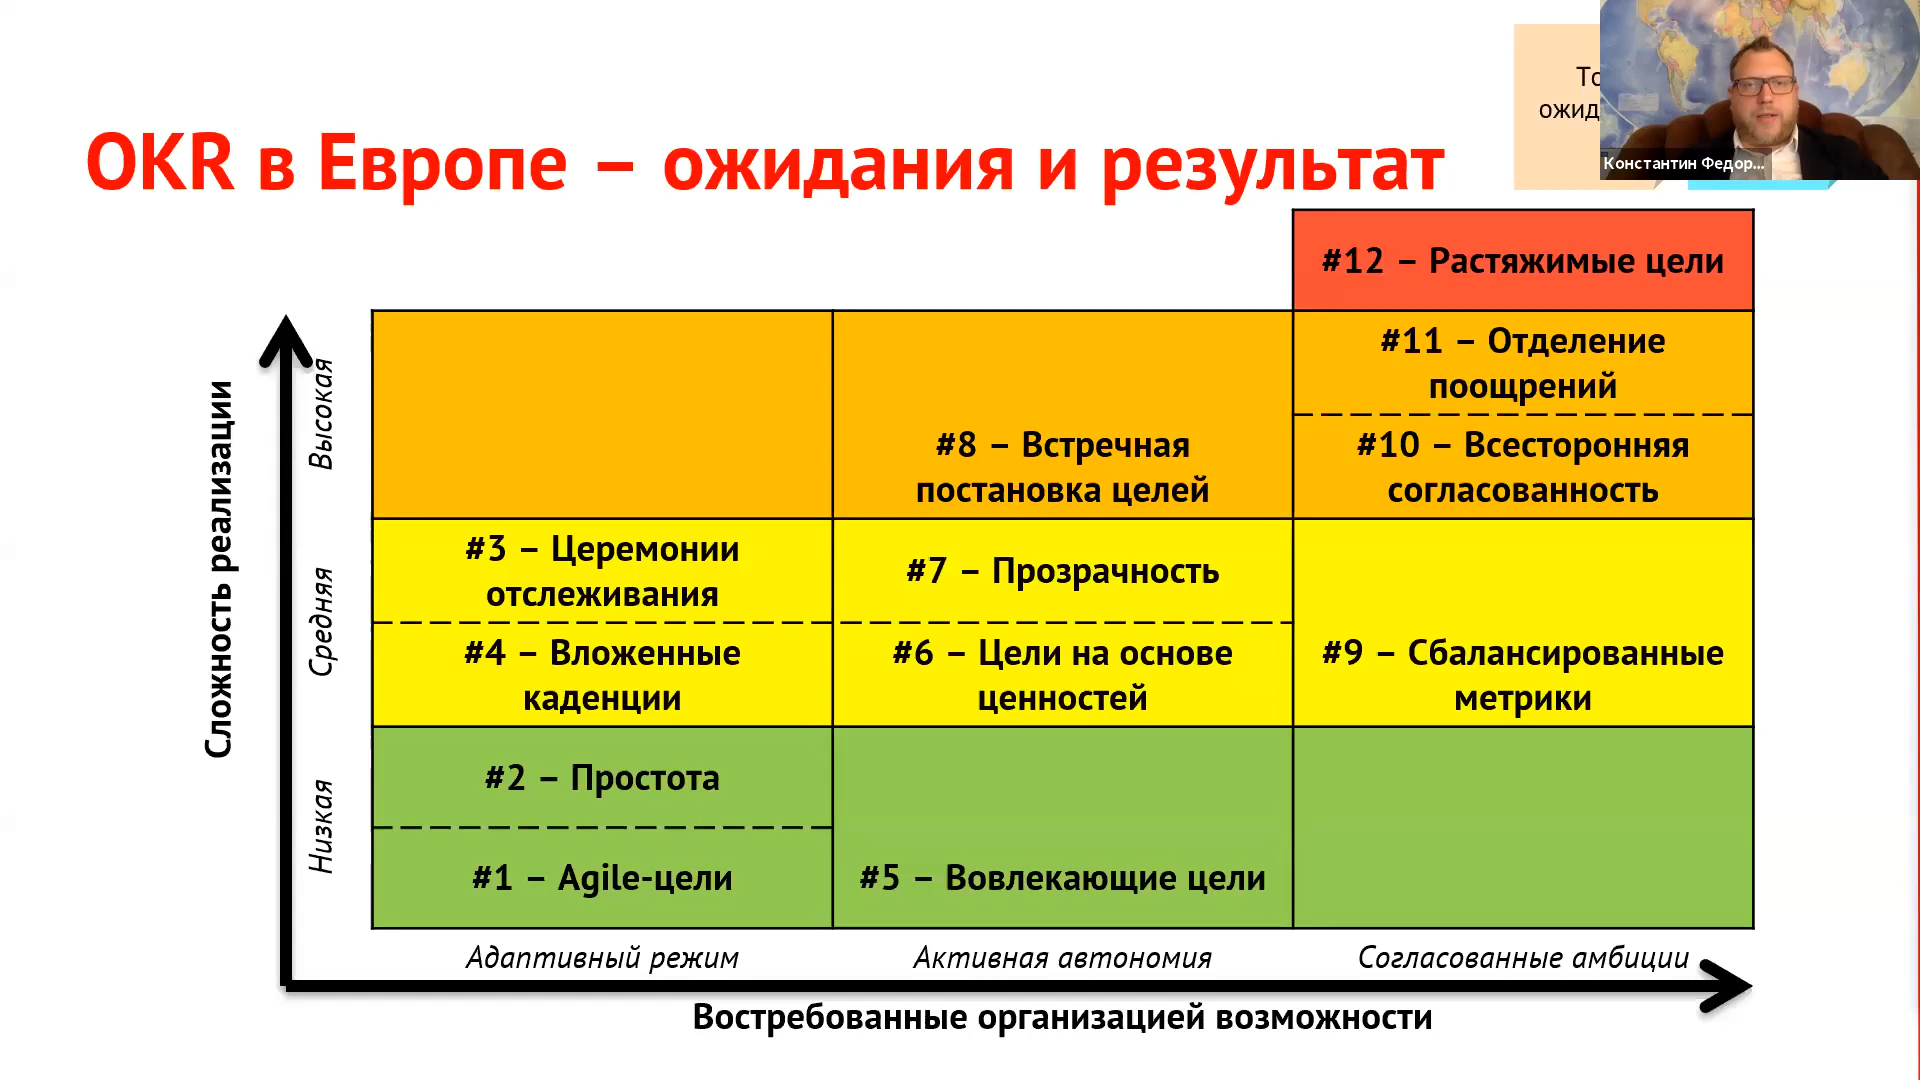 OKR в Европе – ожидания и результат
Константин Федор...
#12 – Растяжимые цели
#11 – Отделение
поощрений
#8 – Встречная
постановка целей
#10 – Всесторонняя
согласованность
#3 – Церемонии
отслеживания
#7 – Прозрачность
#4 – Вложенные
каденции
#6 – Цели на основе
ценностей
#9 – Сбалансированные
метрики
#2 – Простота
#1 – Agile-цели
#5 – Вовлекающие цели
Сложность реализации
Высокая
Средняя
Низкая
Адаптивный режим
Активная автономия
Согласованные амбиции
Востребованные организацией возможности